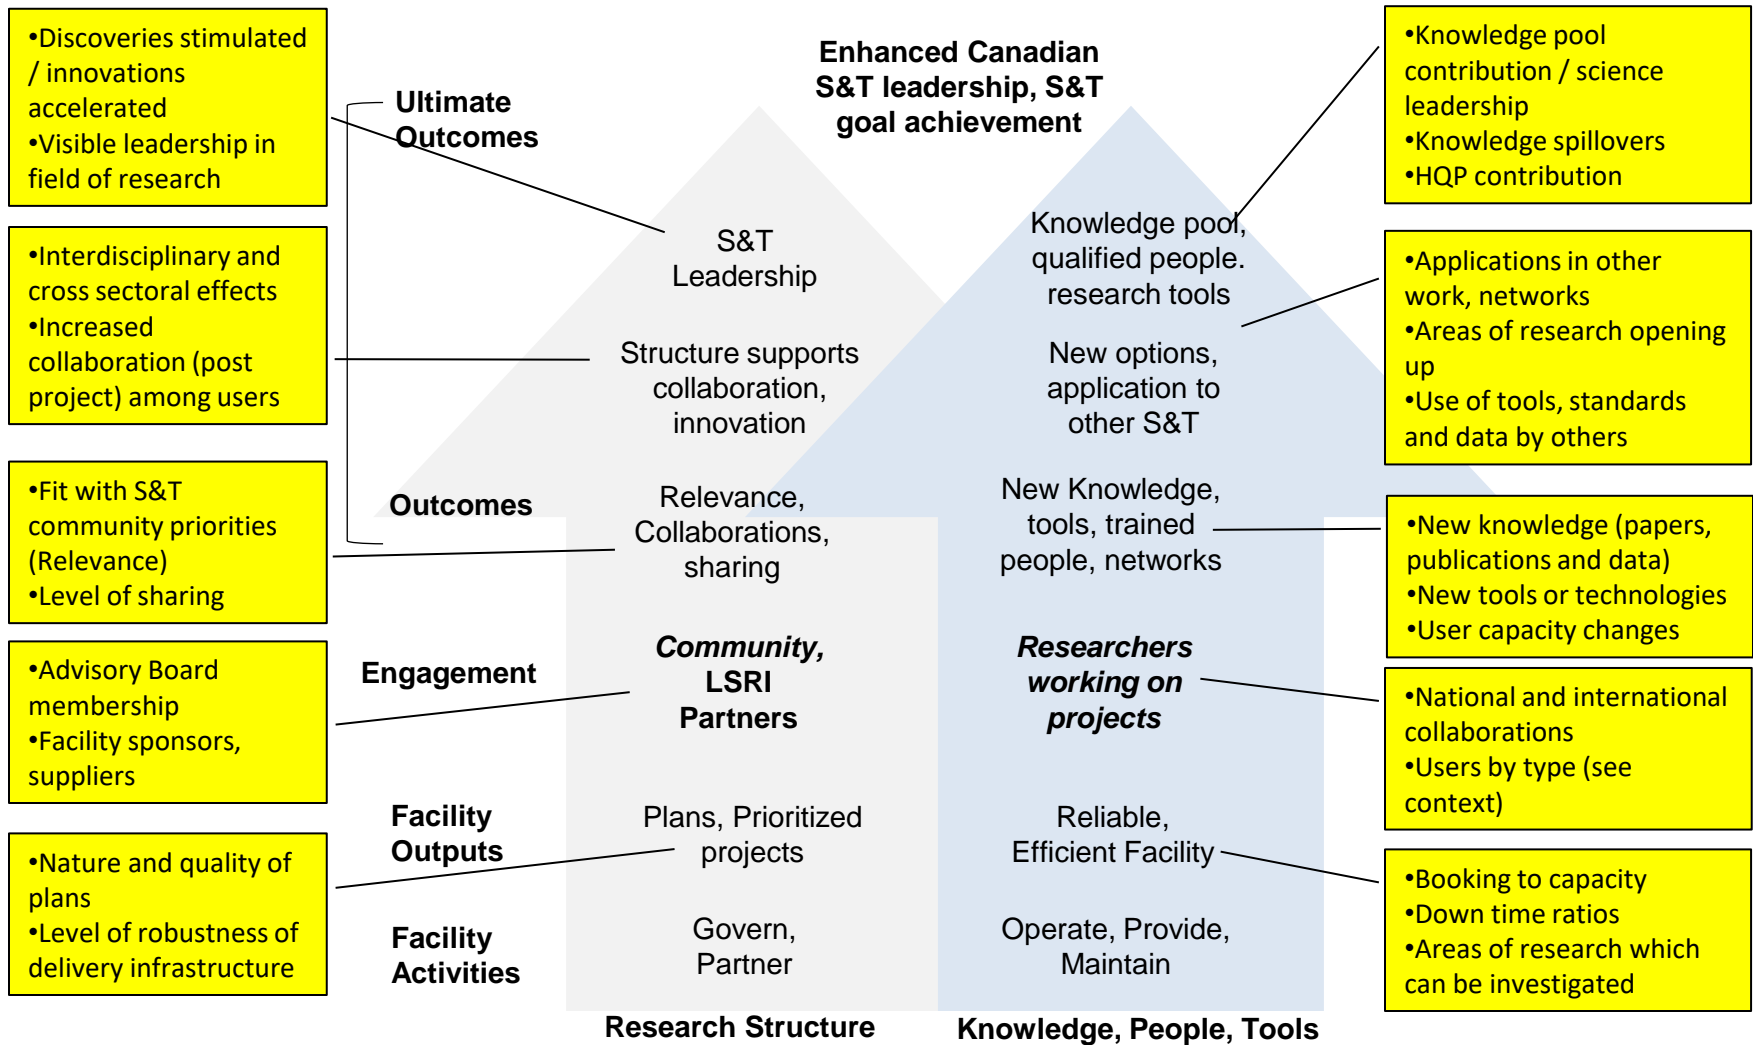 •Discoveries stimulated
/ innovations
accelerated
•Visible leadership in
field of research
•Interdisciplinary and
cross sectoral effects
•Increased
collaboration (post
project) among users
•Fit with S&T
community priorities
(Relevance)
•Level of sharing
•Advisory Board
membership
•Facility sponsors,
suppliers
•Nature and quality of
plans
•Level of robustness of
delivery infrastructure
Ultimate
Outcomes
Outcomes
Engagement
Facility
Outputs
Facility
Activities
Enhanced Canadian
S&T leadership, S&T
goal achievement
S&T
Leadership
Structure supports
collaboration,
innovation
Relevance,
Collaborations,
sharing
Community,
LSRI
Partners
Plans, Prioritized
projects
Govern,
Partner
Research Structure
Knowledge pool,
qualified people.
research tools
New options,
application to
other S&T
New Knowledge,
tools, trained
people, networks
Researchers
working on
projects
Reliable,
Efficient Facility
Operate, Provide,
Maintain
Knowledge, People, Tools
•Knowledge pool
contribution / science
leadership
•Knowledge spillovers
•HQP contribution
•Applications in other
work, networks
•Areas of research opening
up
•Use of tools, standards
and data by others
•New knowledge (papers,
publications and data)
•New tools or technologies
•User capacity changes
•National and international
collaborations
•Users by type (see
context)
•Booking to capacity
•Down time ratios
•Areas of research which
can be investigated